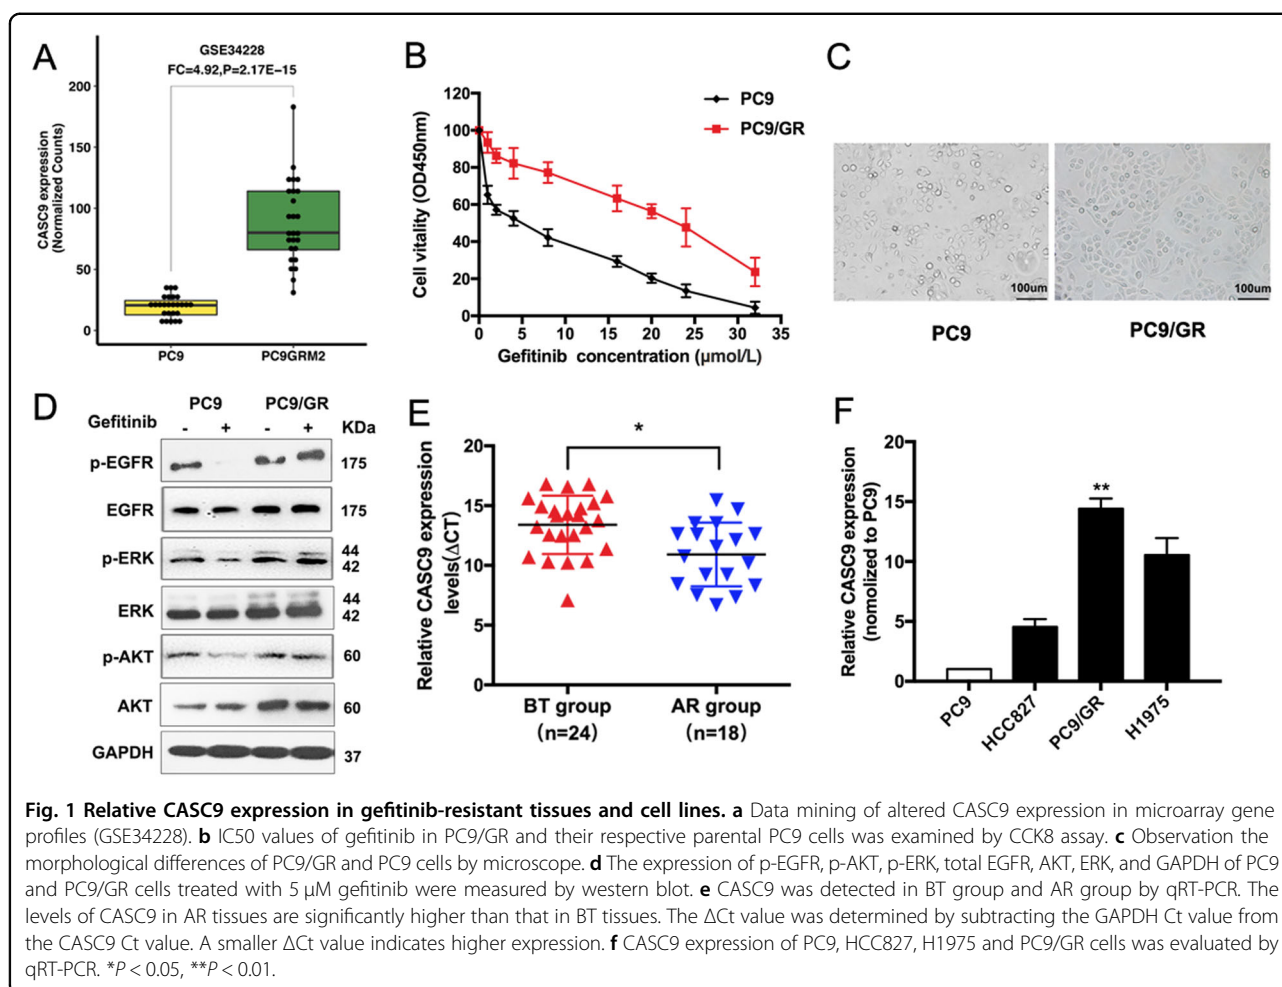 A
GSE34228
FC=4.92,P=2.17E-15
CASC9 expression
(Normalized Counts)
200
150
100
50
0
PC9
PC9GRM2
B
PC9
PC9/GR
Cell vitality (OD450nm)
120
100
80
60
40
20
0
0 5 10 15 20 25 30 35
Gefitinib concentration (μmol/L)
C
100um
100um
PC9
PC9/GR
D
PC9 PC9/GR
Gefitinib - + - + KDa
p-EGFR 175
EGFR 175
p-ERK 44
42
ERK 44
42
p-AKT 60
AKT 60
GAPDH 37
E
*
Relative CASC9 expression
levels(ΔCT)
20
15
10
5
0
BT group
(n=24)
AR group
(n=18)
F
**
Relative CASC9 expression
(nomolized to PC9)
20
15
10
5
0
PC9
HCC827
PC9/GR
H1975
Fig. 1 Relative CASC9 expression in gefitinib-resistant tissues and cell lines. a Data mining of altered CASC9 expression in microarray gene
profiles (GSE34228). b IC50 values of gefitinib in PC9/GR and their respective parental PC9 cells was examined by CCK8 assay. c Observation the
morphological differences of PC9/GR and PC9 cells by microscope. d The expression of p-EGFR, p-AKT, p-ERK, total EGFR, AKT, ERK, and GAPDH of PC9
and PC9/GR cells treated with 5 μM gefitinib were measured by western blot. e CASC9 was detected in BT group and AR group by qRT-PCR. The
levels of CASC9 in AR tissues are significantly higher than that in BT tissues. The ΔCt value was determined by subtracting the GAPDH Ct value from
the CASC9 Ct value. A smaller ΔCt value indicates higher expression. f CASC9 expression of PC9, HCC827, H1975 and PC9/GR cells was evaluated by
qRT-PCR. *P < 0.05, **P < 0.01.